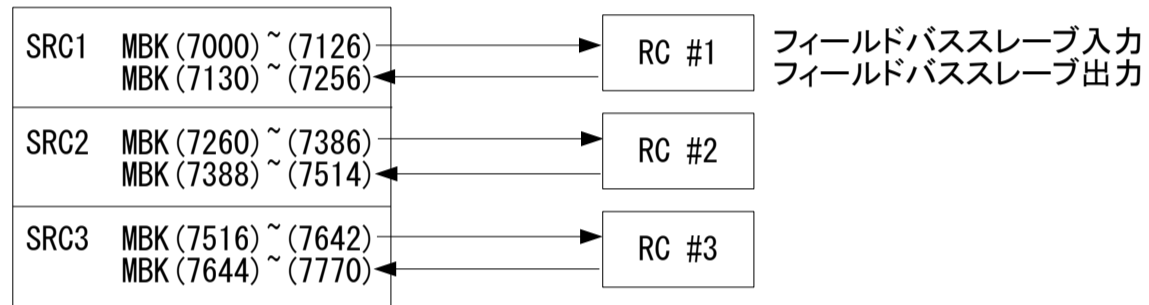 SRC1 MBK(7000)~(7126) RC #1 フィールドバススレーブ入力
MBK(7130)~(7256) フィールドバススレーブ出力
SRC2 MBK(7260)~(7386) RC #2
MBK(7388)~(7514)
SRC3 MBK(7516)~(7642) RC #3
MBK(7644)~(7770)